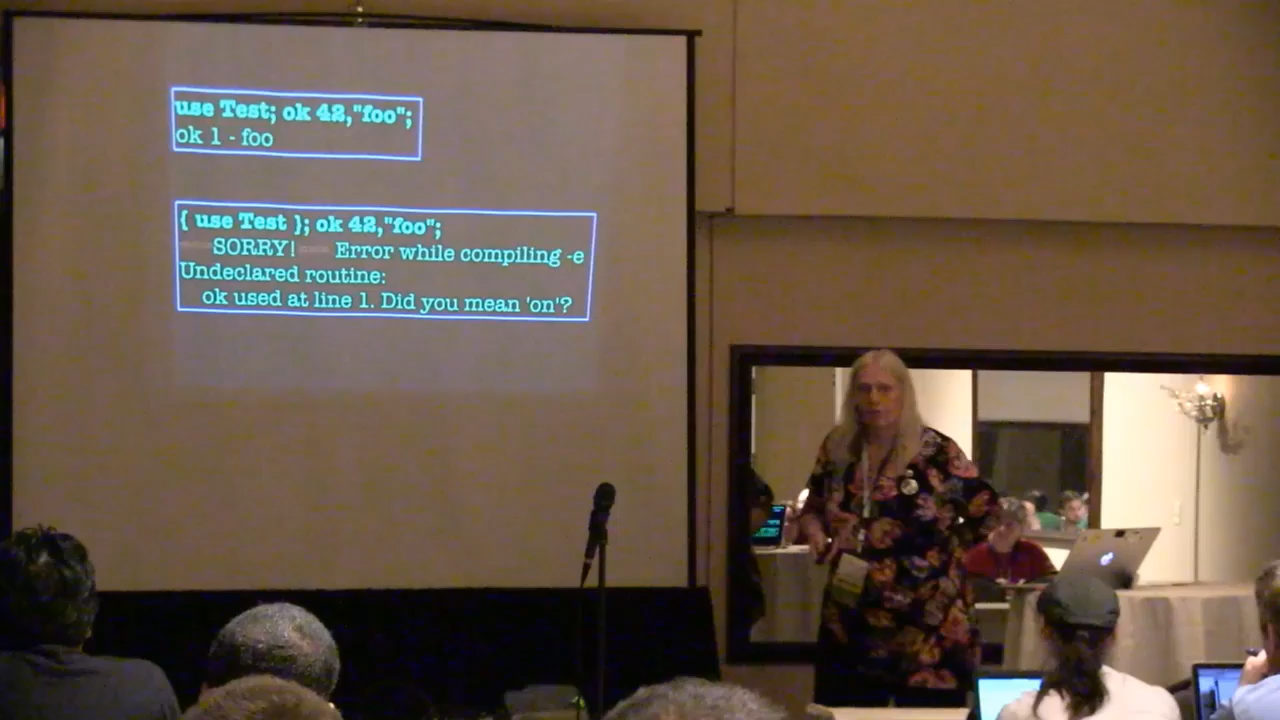 use Test; ok 42,"foo";
ok 1 - foo
{ use Test }; ok 42,"foo";
===SORRY!=== Error while compiling -e
Undeclared routine:
ok used at line 1. Did you mean 'on'?